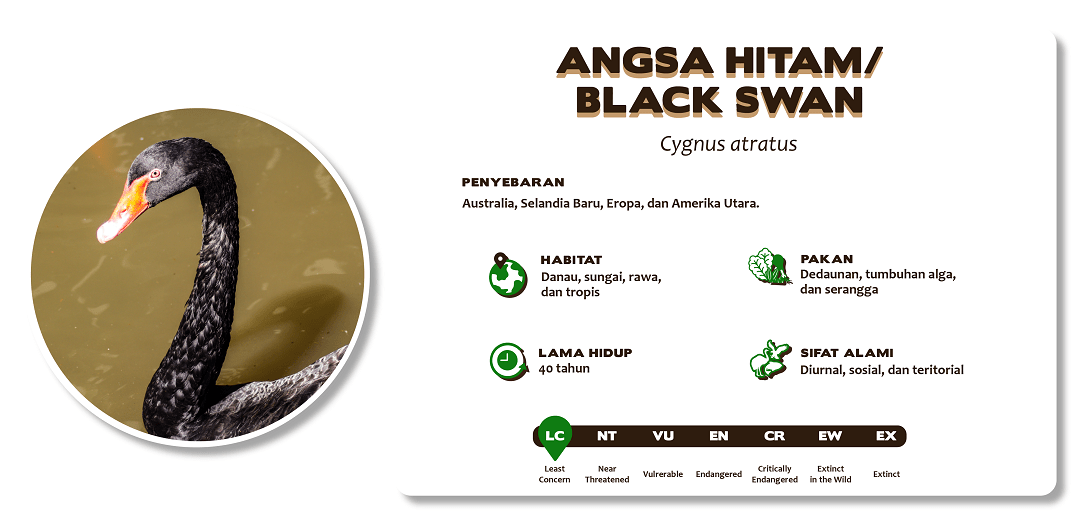 ANGSA HITAM/
BLACK SWAN
Cygnus atratus
PENYEBARAN
Australia, Selandia Baru, Eropa, dan Amerika Utara.
HABITAT
Danau, sungai, rawa,
dan tropis
PAKAN
Dedaunan, tumbuhan alga,
dan serangga
LAMA HIDUP
40 tahun
SIFAT ALAMI
Diurnal, sosial, dan teritorial
LC NT VU EN CR EW EX
Least Concern
Near Threatened
Vulrerable
Endangered
Critically Endangered
Extinct in the Wild
Extinct